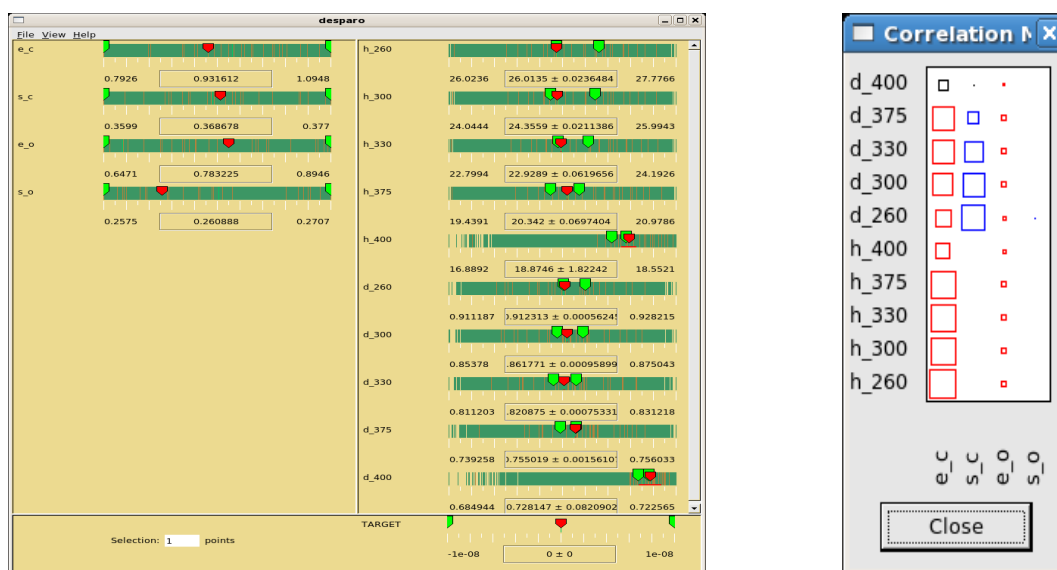 desparo
File View Help
e_c
0.7926 0.931612 1.0948
s_c
0.3599 0.368678 0.377
e_o
0.6471 0.783225 0.8946
s_o
0.2575 0.260888 0.2707
h_260
26.0236 26.0135 ± 0.0236484 27.7766
h_300
24.0444 24.3559 ± 0.0211386 25.9943
h_330
22.7994 22.9289 ± 0.0619656 24.1926
h_375
19.4391 20.342 ± 0.0697404 20.9786
h_400
16.8892 18.8746 ± 1.82242 18.5521
d_260
0.911187 .912313 ± 0.00056245 0.928215
d_300
0.85378 .861771 ± 0.00095899 0.875043
d_330
0.811203 .820875 ± 0.00075331 0.831218
d_375
0.739258 .755019 ± 0.0015610 0.756033
d_400
0.684944 0.728147 ± 0.0820902 0.722565
Selection: 1 points
TARGET
-1e-08 0 ± 0 1e-08
Correlation
d_400
d_375
d_330
d_300
d_260
h_400
h_375
h_330
h_300
h_260
e_c s_c e_o s_o
Close